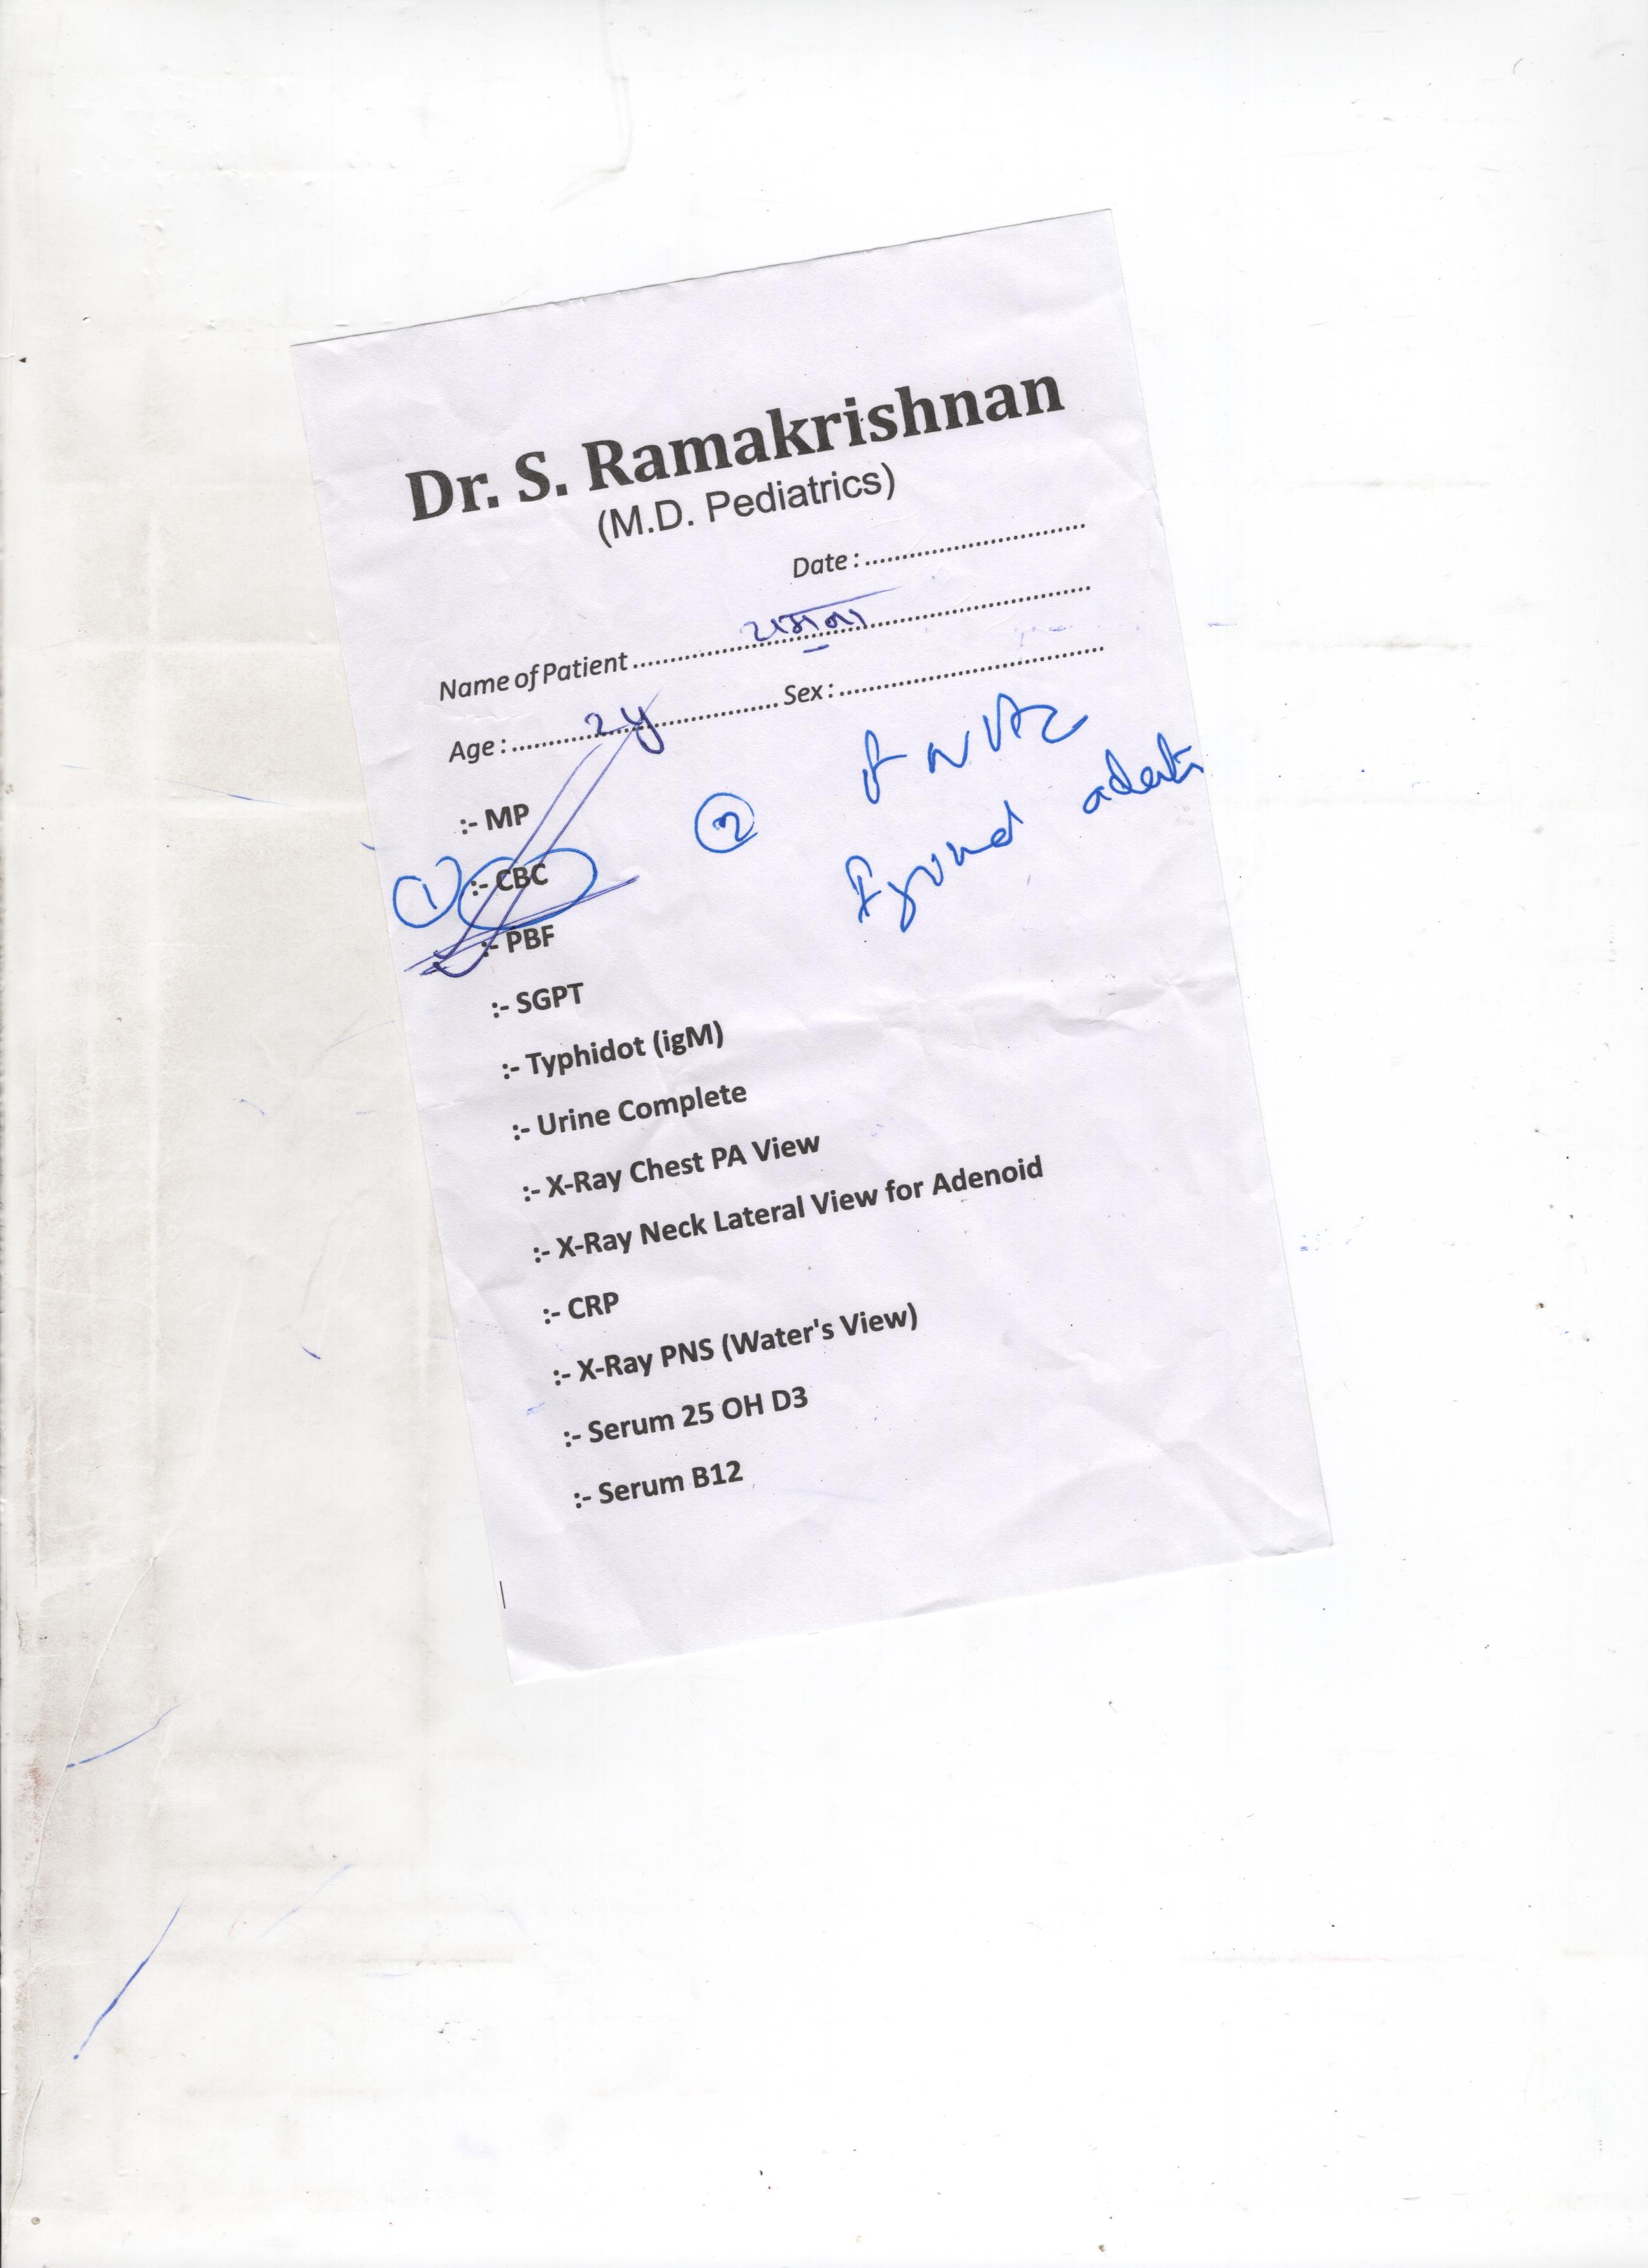 Dr. S. Ramakrishnan
(M.D. Pediatrics)
Date :
Name of Patient
Age : 2 y Sex :
:- MP
① :- CBC
②
:- PBF
:- SGPT
:- Typhidot (igM)
:- Urine Complete
:- X-Ray Chest PA View
:- X-Ray Neck Lateral View for Adenoid
:- CRP
:- X-Ray PNS (Water's View)
:- Serum 25 OH D3
:- Serum B12